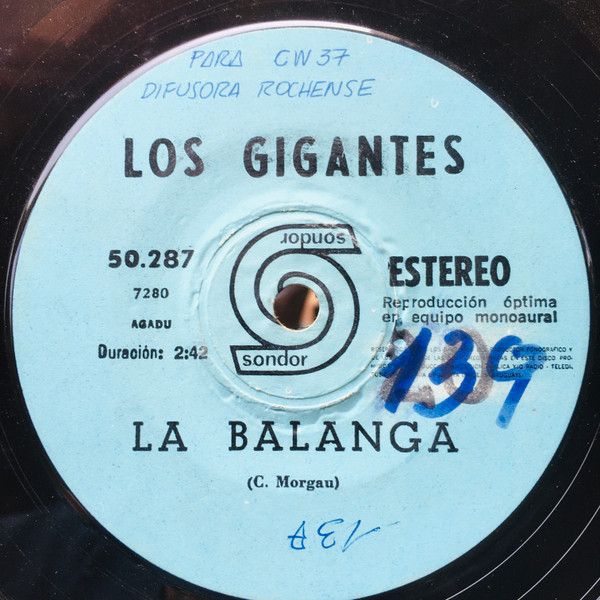 PARA CW37
DIFUSORA ROCHENSE
LOS GIGANTES
sondor
50.287
ESTEREO
7280
Reproducción óptima
en equipo monoaural
AGADU
Duración: 2:42
sondor
139
LA BALANGA
(C. Morgau)
13A